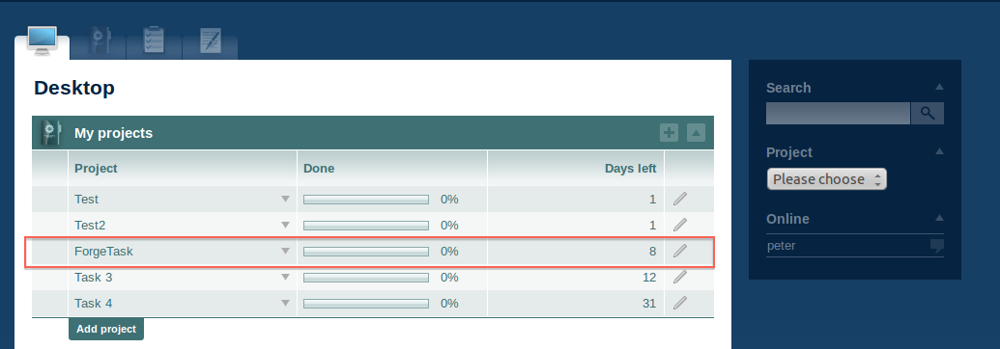 Desktop
My projects
Project Done Days left
Test 0% 1
Test2 0% 1
ForgeTask 0% 8
Task 3 0% 12
Task 4 0% 31
Add project
Search
Project
Please choose
Online
peter